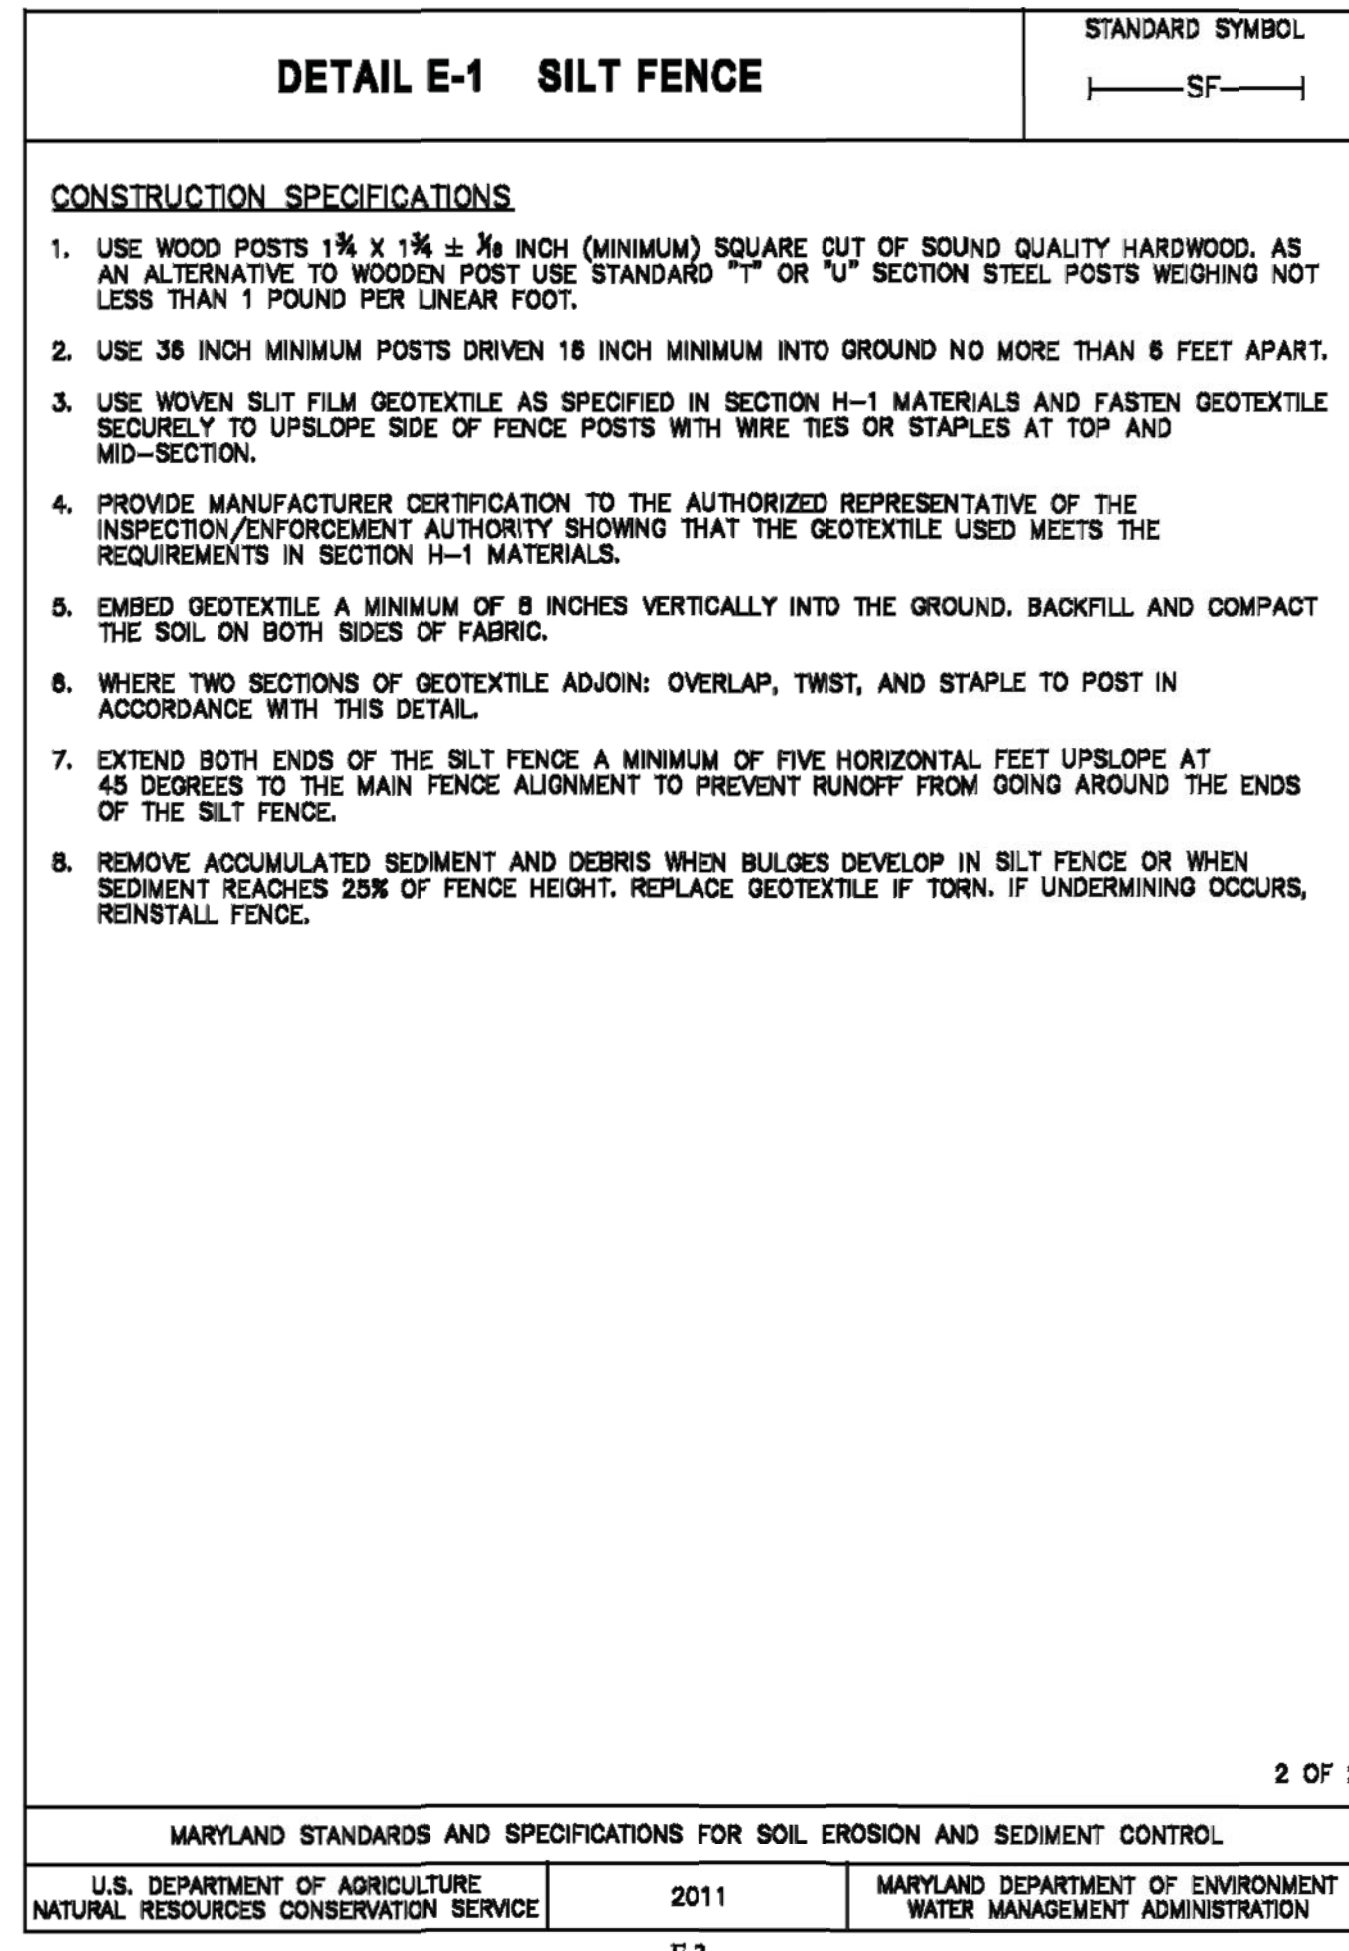 DETAIL E-1 SILT FENCE
STANDARD SYMBOL
SF
CONSTRUCTION SPECIFICATIONS
1. USE WOOD POSTS 1¾ X 1¾ ± 1/16 INCH (MINIMUM) SQUARE CUT OF SOUND QUALITY HARDWOOD. AS
AN ALTERNATIVE TO WOODEN POST USE STANDARD "T" OR "U" SECTION STEEL POSTS WEIGHING NOT
LESS THAN 1 POUND PER LINEAR FOOT.
2. USE 36 INCH MINIMUM POSTS DRIVEN 16 INCH MINIMUM INTO GROUND NO MORE THAN 6 FEET APART.
3. USE WOVEN SLIT FILM GEOTEXTILE AS SPECIFIED IN SECTION H-1 MATERIALS AND FASTEN GEOTEXTILE
SECURELY TO UPSLOPE SIDE OF FENCE POSTS WITH WIRE TIES OR STAPLES AT TOP AND
MID-SECTION.
4. PROVIDE MANUFACTURER CERTIFICATION TO THE AUTHORIZED REPRESENTATIVE OF THE
INSPECTION/ENFORCEMENT AUTHORITY SHOWING THAT THE GEOTEXTILE USED MEETS THE
REQUIREMENTS IN SECTION H-1 MATERIALS.
5. EMBED GEOTEXTILE A MINIMUM OF 8 INCHES VERTICALLY INTO THE GROUND. BACKFILL AND COMPACT
THE SOIL ON BOTH SIDES OF FABRIC.
6. WHERE TWO SECTIONS OF GEOTEXTILE ADJOIN: OVERLAP, TWIST, AND STAPLE TO POST IN
ACCORDANCE WITH THIS DETAIL.
7. EXTEND BOTH ENDS OF THE SILT FENCE A MINIMUM OF FIVE HORIZONTAL FEET UPSLOPE AT
45 DEGREES TO THE MAIN FENCE ALIGNMENT TO PREVENT RUNOFF FROM GOING AROUND THE ENDS
OF THE SILT FENCE.
8. REMOVE ACCUMULATED SEDIMENT AND DEBRIS WHEN BULGES DEVELOP IN SILT FENCE OR WHEN
SEDIMENT REACHES 25% OF FENCE HEIGHT. REPLACE GEOTEXTILE IF TORN. IF UNDERMINING OCCURS,
REINSTALL FENCE.
2 OF
MARYLAND STANDARDS AND SPECIFICATIONS FOR SOIL EROSION AND SEDIMENT CONTROL
U.S. DEPARTMENT OF AGRICULTURE
NATURAL RESOURCES CONSERVATION SERVICE
2011
MARYLAND DEPARTMENT OF ENVIRONMENT
WATER MANAGEMENT ADMINISTRATION